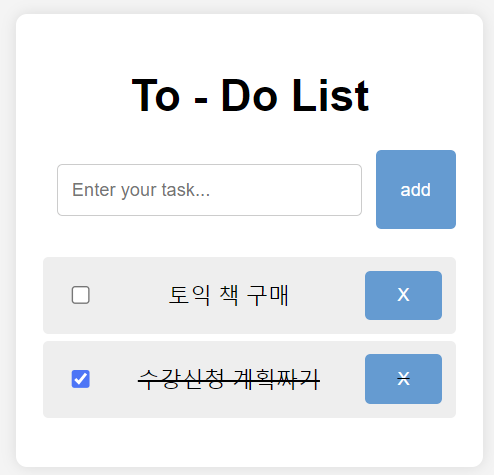 To - Do List
Enter your task...
add
토익 책 구매
X
수강신청 계획짜기
X